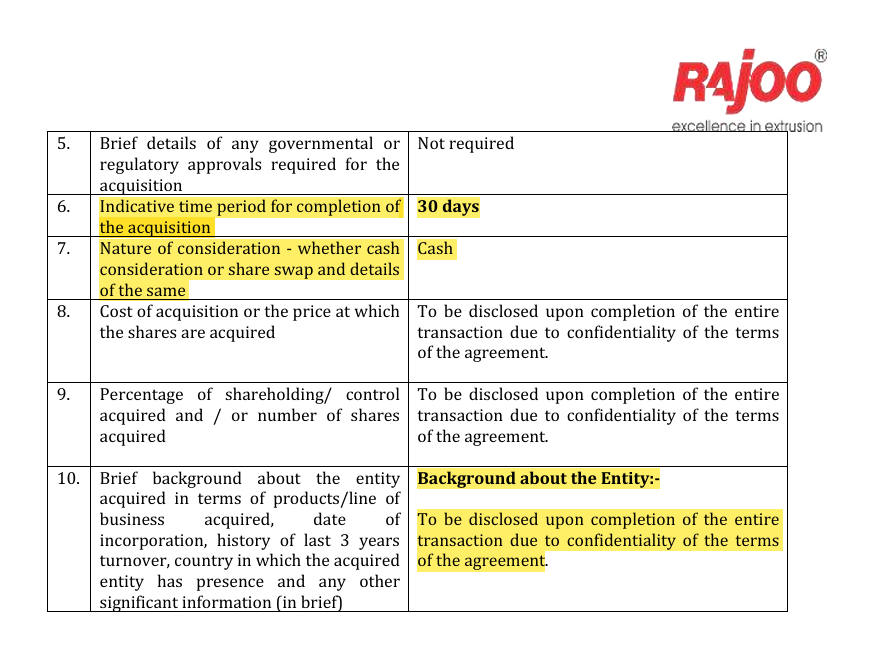 RAJOO®
excellence in extrusion
5. Brief details of any governmental or Not required
regulatory approvals required for the
acquisition
6. Indicative time period for completion of 30 days
the acquisition
7. Nature of consideration - whether cash Cash
consideration or share swap and details
of the same
8. Cost of acquisition or the price at which To be disclosed upon completion of the entire
the shares are acquired transaction due to confidentiality of the terms
of the agreement.
9. Percentage of shareholding/ control To be disclosed upon completion of the entire
acquired and / or number of shares transaction due to confidentiality of the terms
acquired of the agreement.
10. Brief background about the entity Background about the Entity:-
acquired in terms of products/line of
business acquired, date of To be disclosed upon completion of the entire
incorporation, history of last 3 years transaction due to confidentiality of the terms
turnover, country in which the acquired of the agreement.
entity has presence and any other
significant information (in brief)